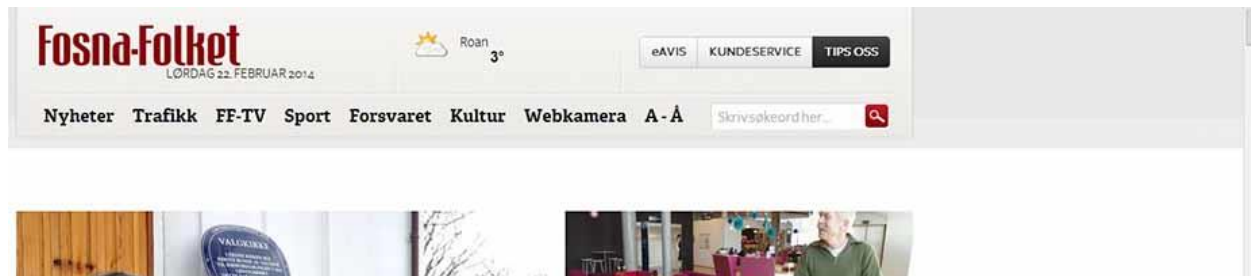 Fosna-Folket
LØRDAG 22. FEBRUAR 2014
Roan
3°
eAVIS KUNDESERVICE TIPS OSS
Nyheter Trafikk FF-TV Sport Forsvaret Kultur Webkamera A - Å Skriv søkeord her...
VALGKIRKE